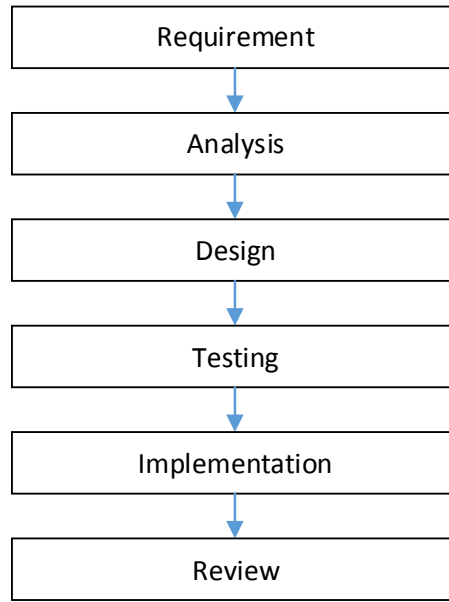 Requirement
Analysis
Design
Testing
Implementation
Review